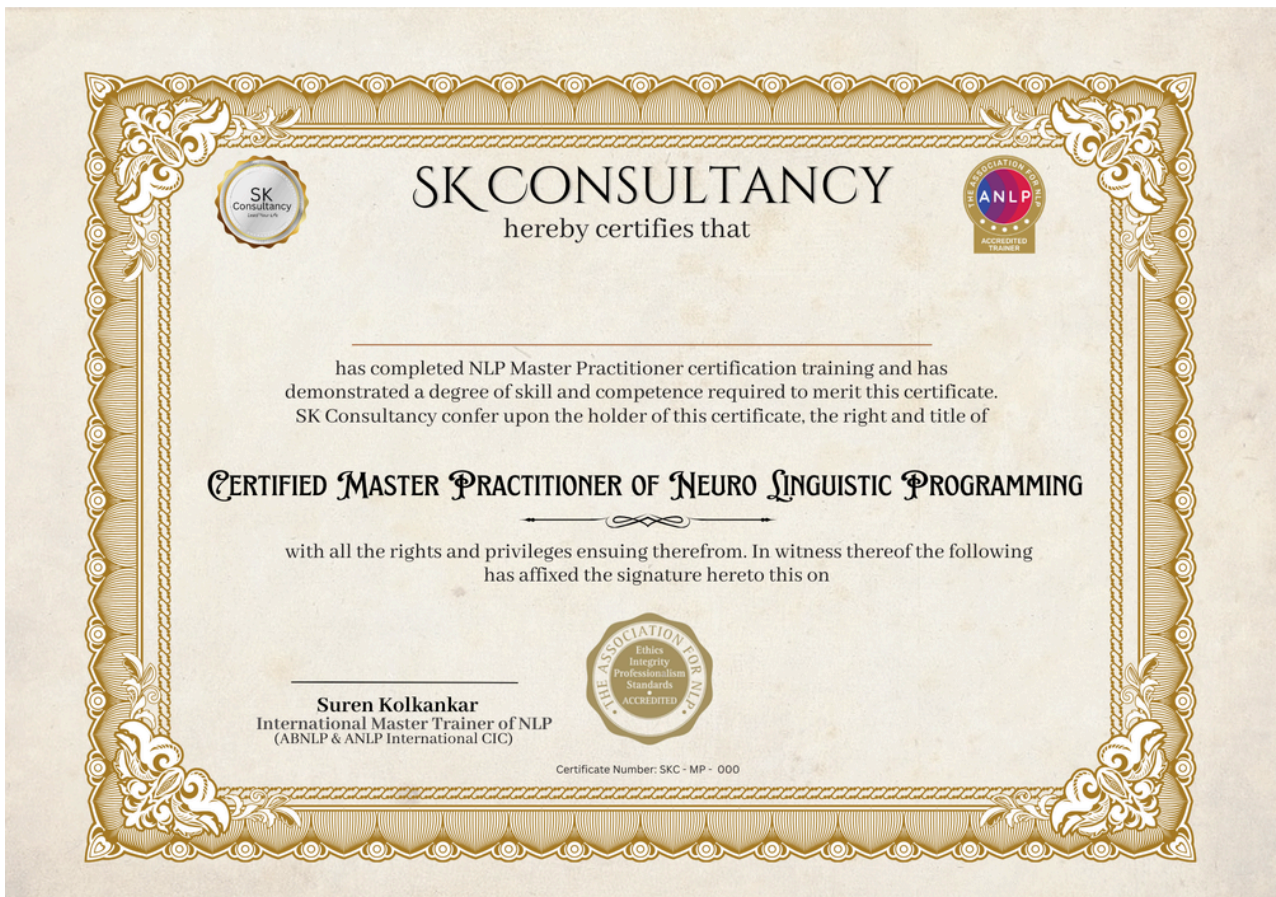 SK CONSULTANCY
hereby certifies that
SK
Consultancy
THE ASSOCIATION FOR NLP
ANLP
ACCREDITED
TRAINER
has completed NLP Master Practitioner certification training and has
demonstrated a degree of skill and competence required to merit this certificate.
SK Consultancy confer upon the holder of this certificate, the right and title of
CERTIFIED MASTER PRACTITIONER OF NEURO LINGUISTIC PROGRAMMING
with all the rights and privileges ensuing therefrom. In witness thereof the following
has affixed the signature hereto this on
THE ASSOCIATION FOR NLP
Ethics
Integrity
Professionalism
Standards
ACCREDITED
Suren Kolkankar
International Master Trainer of NLP
(ABNLP & ANLP International CIC)
Certificate Number: SKC - MP - 000